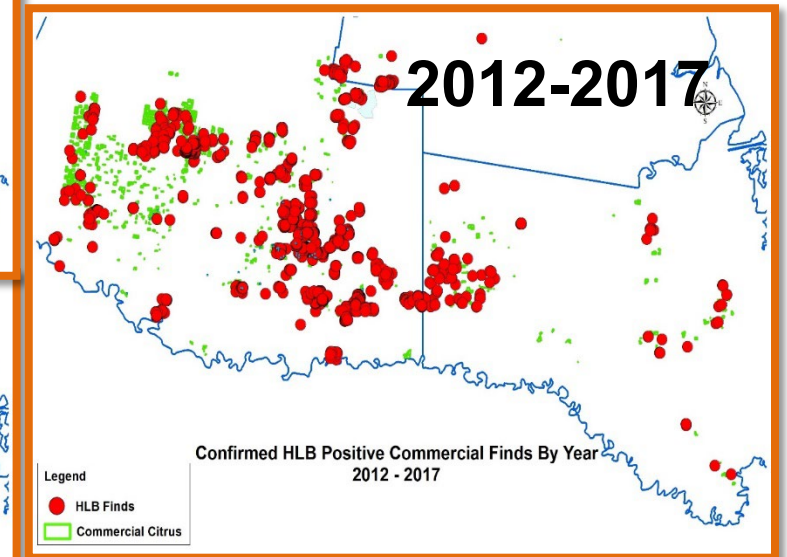 2012-2017
N
E
S
Confirmed HLB Positive Commercial Finds By Year
2012 - 2017
Legend
HLB Finds
Commercial Citrus